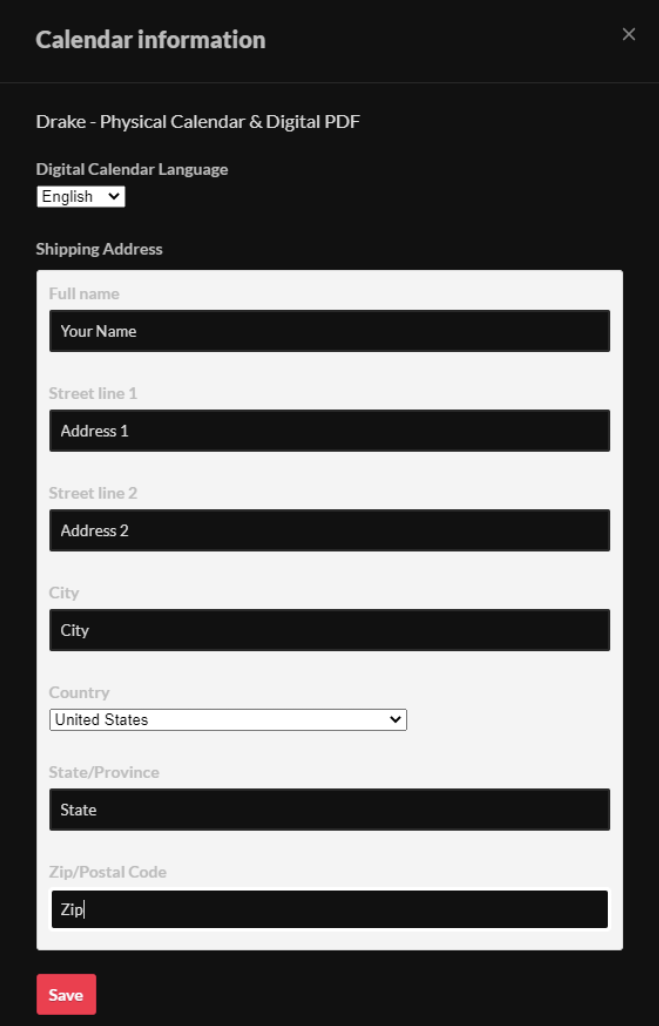 Calendar information
Drake - Physical Calendar & Digital PDF
Digital Calendar Language
English
Shipping Address
Full name
Your Name
Street line 1
Address 1
Street line 2
Address 2
City
City
Country
United States
State/Province
State
Zip/Postal Code
Zip
Save